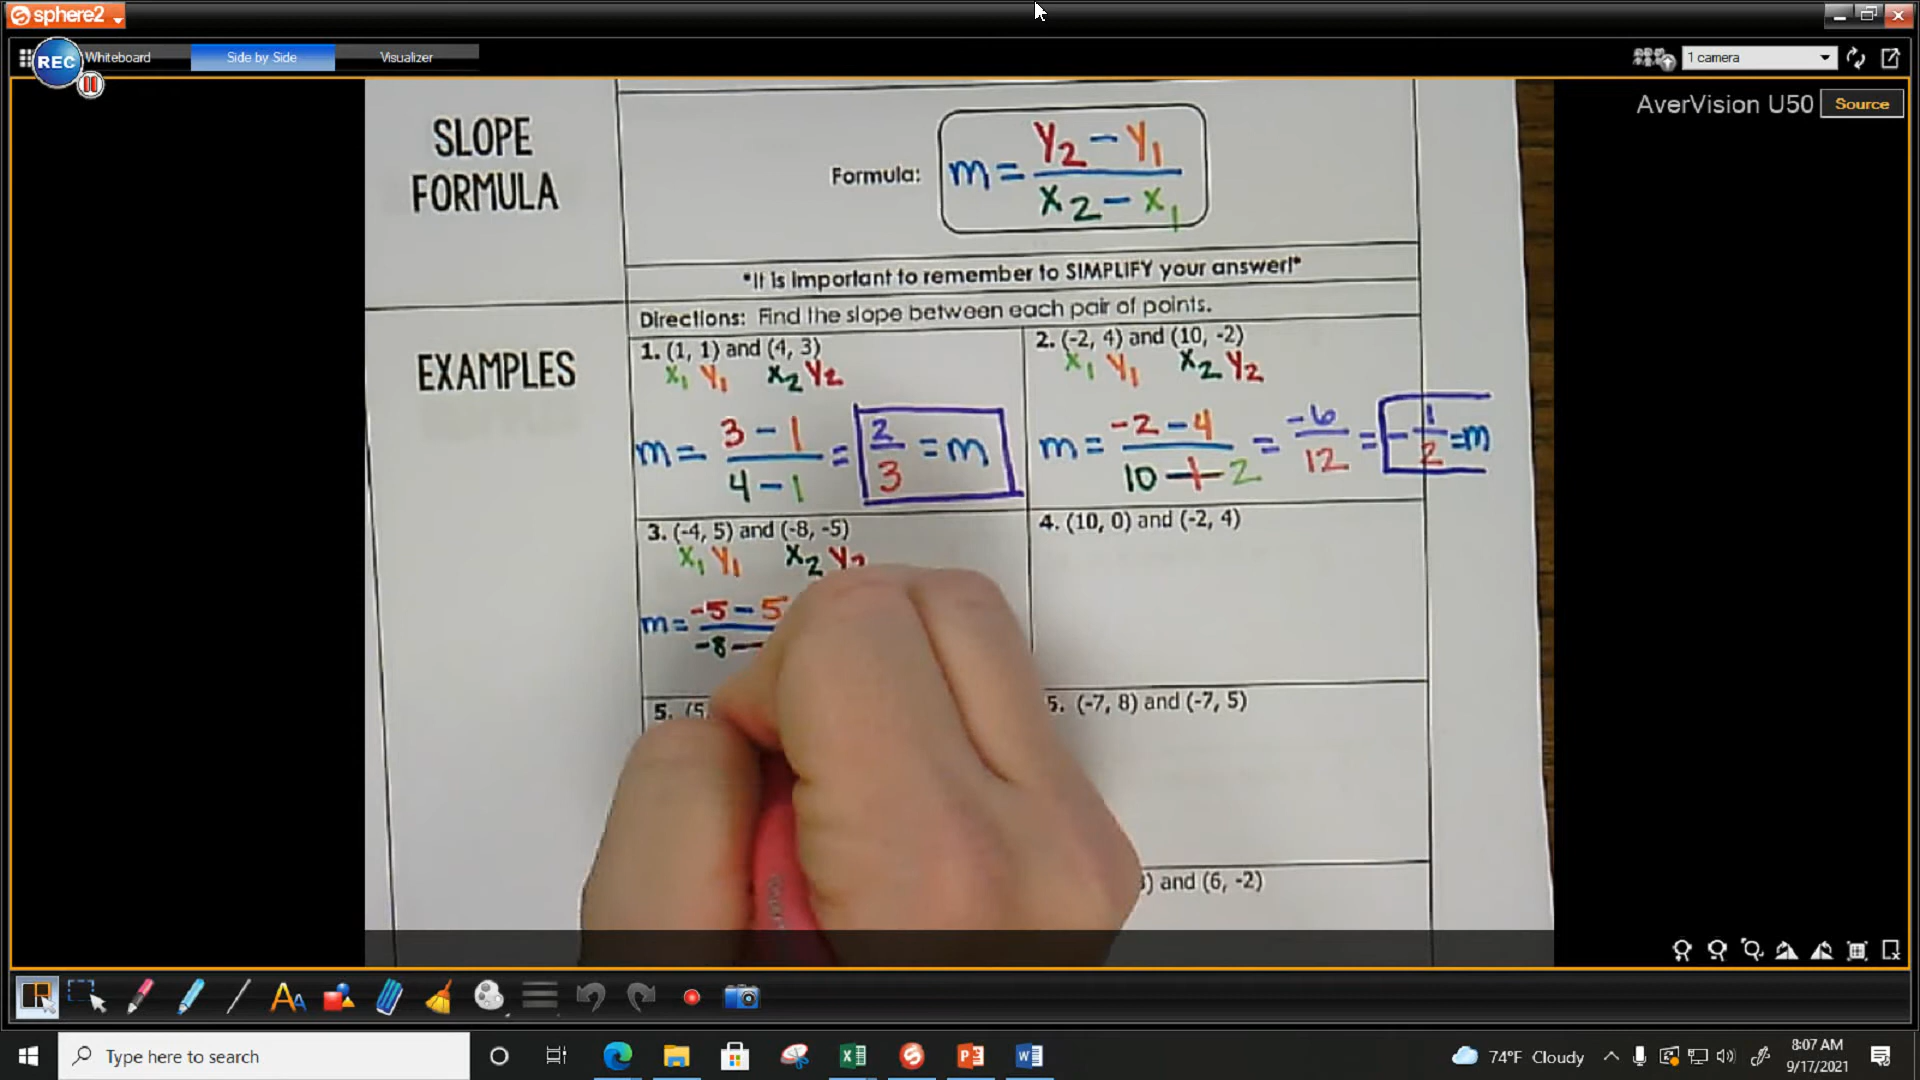 sphere2
REC
Whiteboard
Side by Side
Visualizer
1 camera
AverVision U50
Source
SLOPE
FORMULA
Formula:
m = y₂ - y₁ / x₂ - x₁
*It is important to remember to SIMPLIFY your answer!*
EXAMPLES
Directions: Find the slope between each pair of points.
1. (1, 1) and (4, 3)
x₁ y₁ x₂ y₂
m = 3 - 1 / 4 - 1 = 2/3 = m
2. (-2, 4) and (10, -2)
x₁ y₁ x₂ y₂
m = -2 - 4 / 10 + 2 = -6/12 = -1/2 = m
3. (-4, 5) and (-8, -5)
x₁ y₁ x₂ y₂
m = -5 - 5 / -8 -
4. (10, 0) and (-2, 4)
5. (5,
5. (-7, 8) and (-7, 5)
) and (6, -2)
Type here to search
74°F Cloudy
8:07 AM
9/17/2021